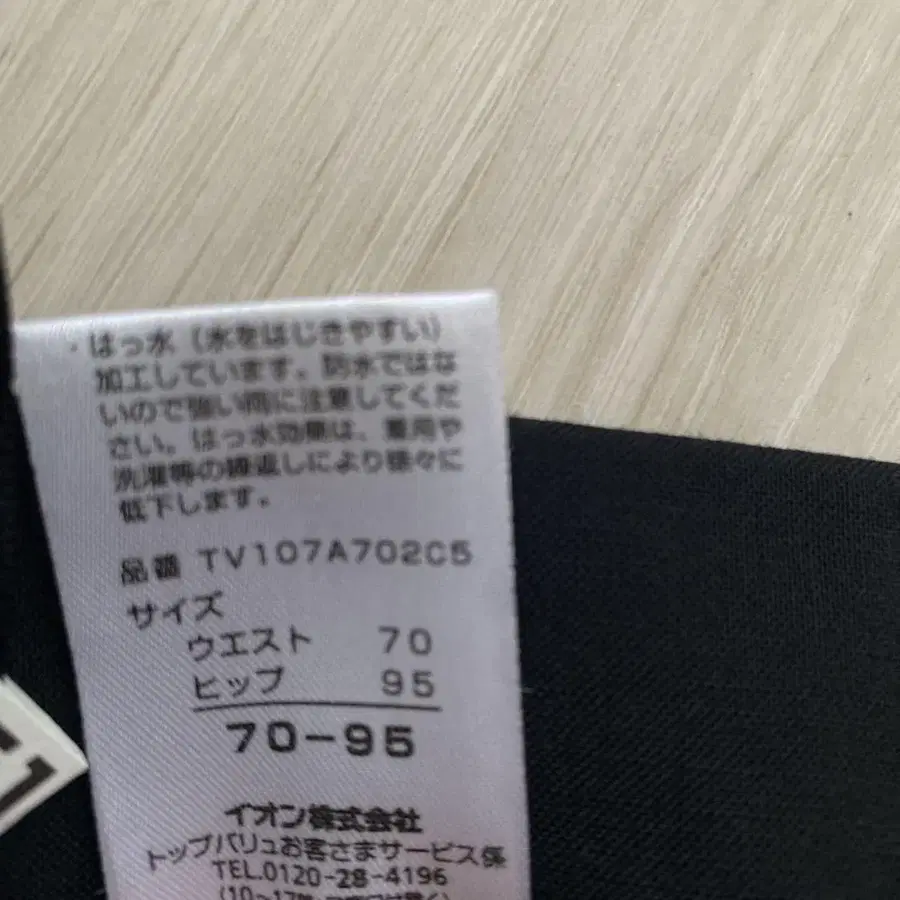 ・はっ水（水をはじきやすい）
加工しています。防水ではな
いので強い雨に注意してくだ
さい。はっ水効果は、着用や
洗濯等の繰返しにより徐々に
低下します。
品番 TV107A702C5
サイズ
ウエスト 70
ヒップ 95
70-95
イオン株式会社
トップバリュお客さまサービス係
TEL.0120-28-4196